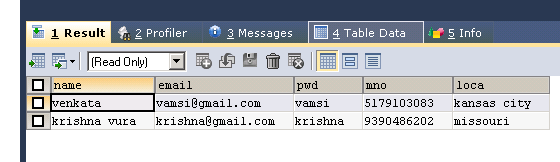 1 Result 2 Profiler 3 Messages 4 Table Data 5 Info
(Read Only)
name email pwd mno loca
venkata vamsi@gmail.com vamsi 5179103083 kansas city
krishna vura krishna@gmail.com krishna 9390486202 missouri